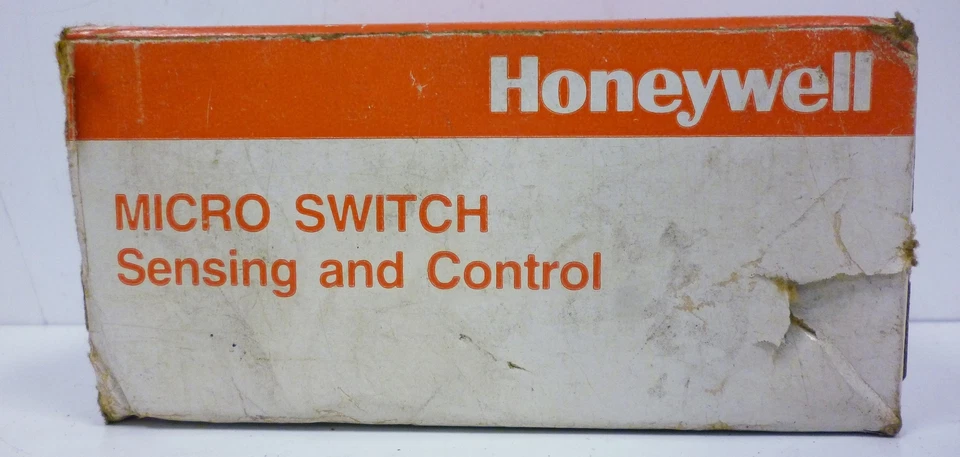 Honeywell
MICRO SWITCH
Sensing and Control